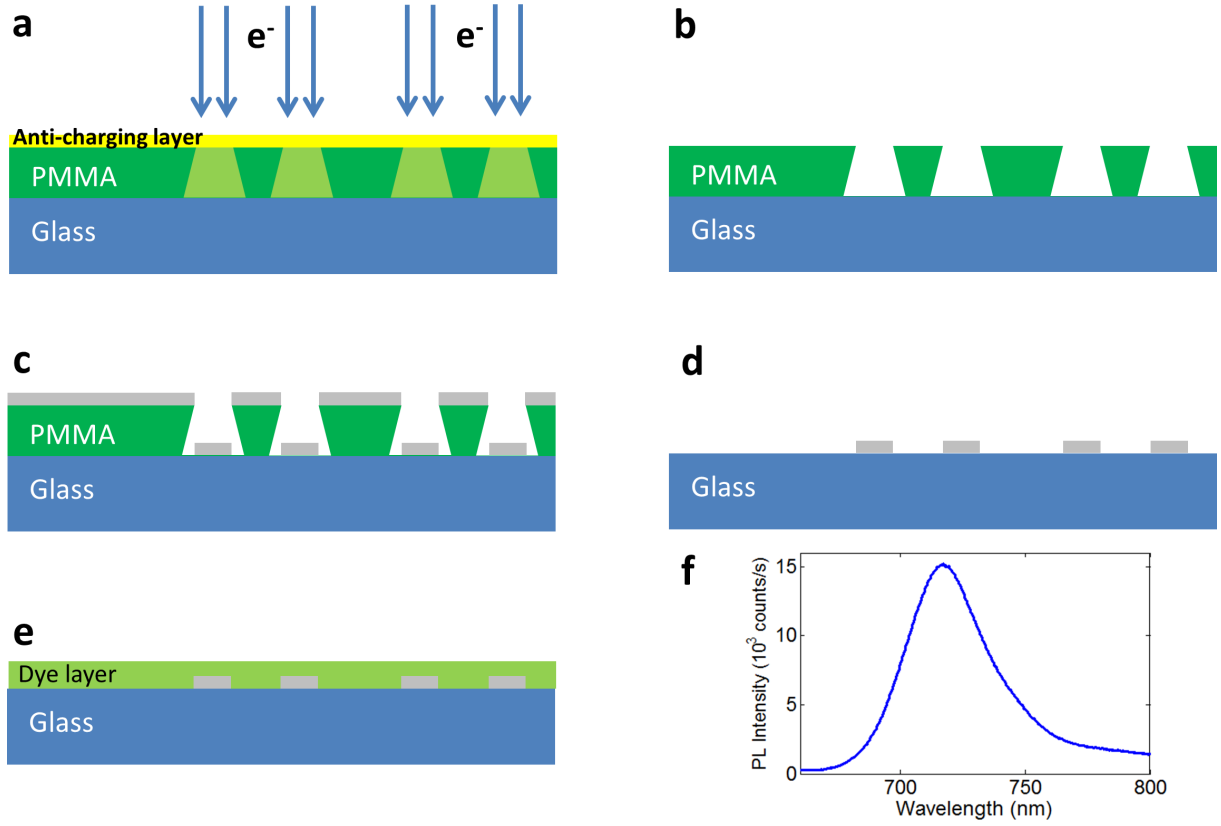 a
e-
e-
Anti-charging layer
PMMA
Glass
b
PMMA
Glass
c
PMMA
Glass
d
Glass
e
Dye layer
Glass
f
PL Intensity (10³ counts/s)
15
10
5
0
700
750
800
Wavelength (nm)